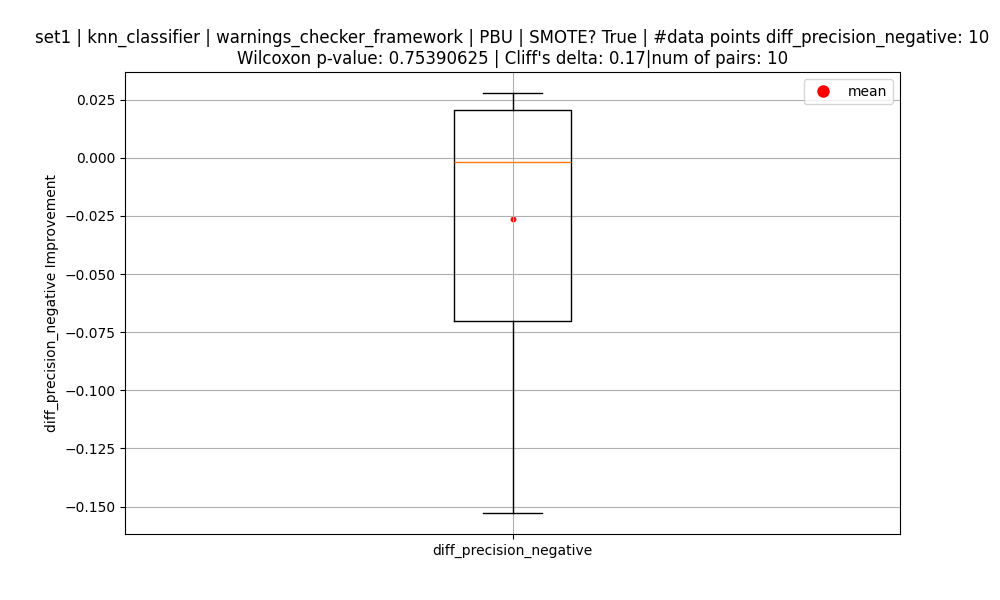 set1 | knn_classifier | warnings_checker_framework | PBU | SMOTE? True | #data points diff_precision_negative: 10
Wilcoxon p-value: 0.75390625 | Cliff's delta: 0.17|num of pairs: 10
mean
0.025
0.000
−0.025
−0.050
−0.075
−0.100
−0.125
−0.150
diff_precision_negative Improvement
diff_precision_negative